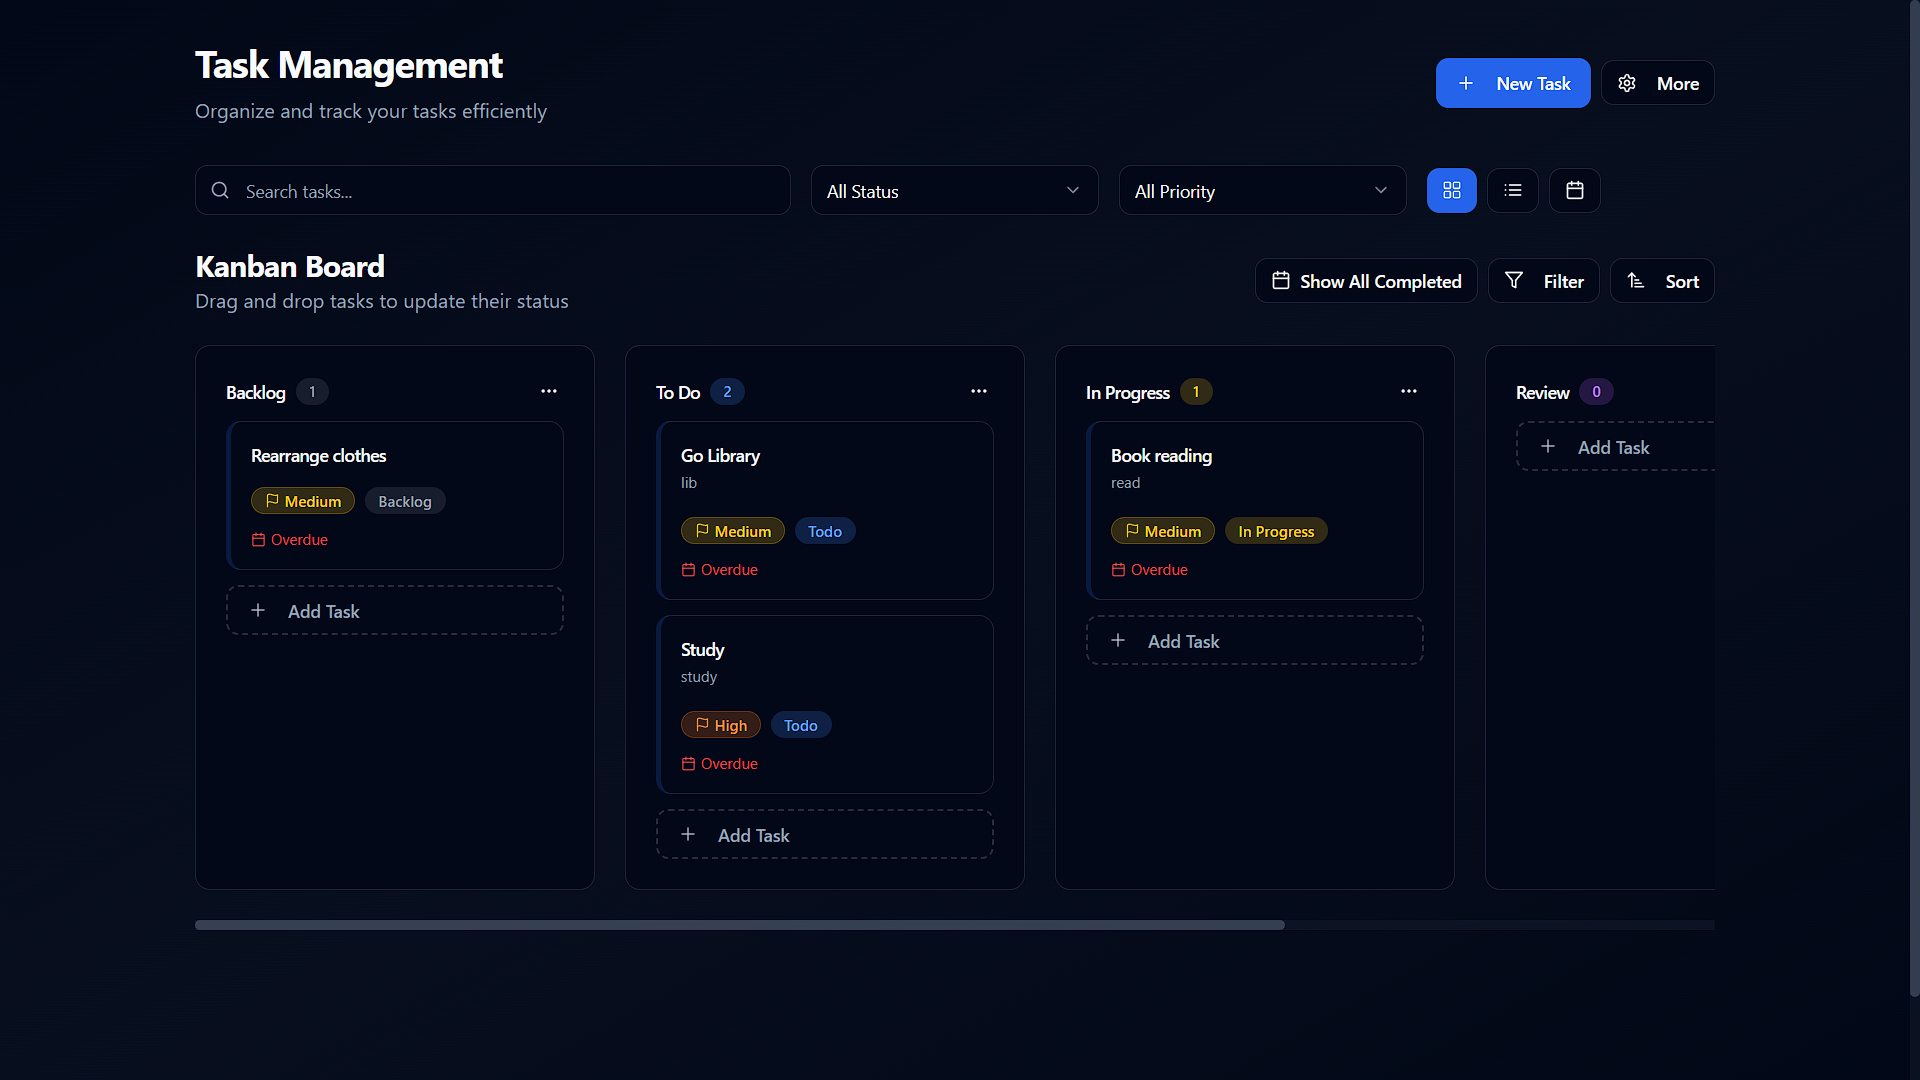 Task Management
Organize and track your tasks efficiently
New Task
More
Search tasks...
All Status
All Priority
Kanban Board
Drag and drop tasks to update their status
Show All Completed
Filter
Sort
Backlog 1
Rearrange clothes
Medium Backlog
Overdue
Add Task
To Do 2
Go Library
lib
Medium Todo
Overdue
Study
study
High Todo
Overdue
Add Task
In Progress 1
Book reading
read
Medium In Progress
Overdue
Add Task
Review 0
Add Task